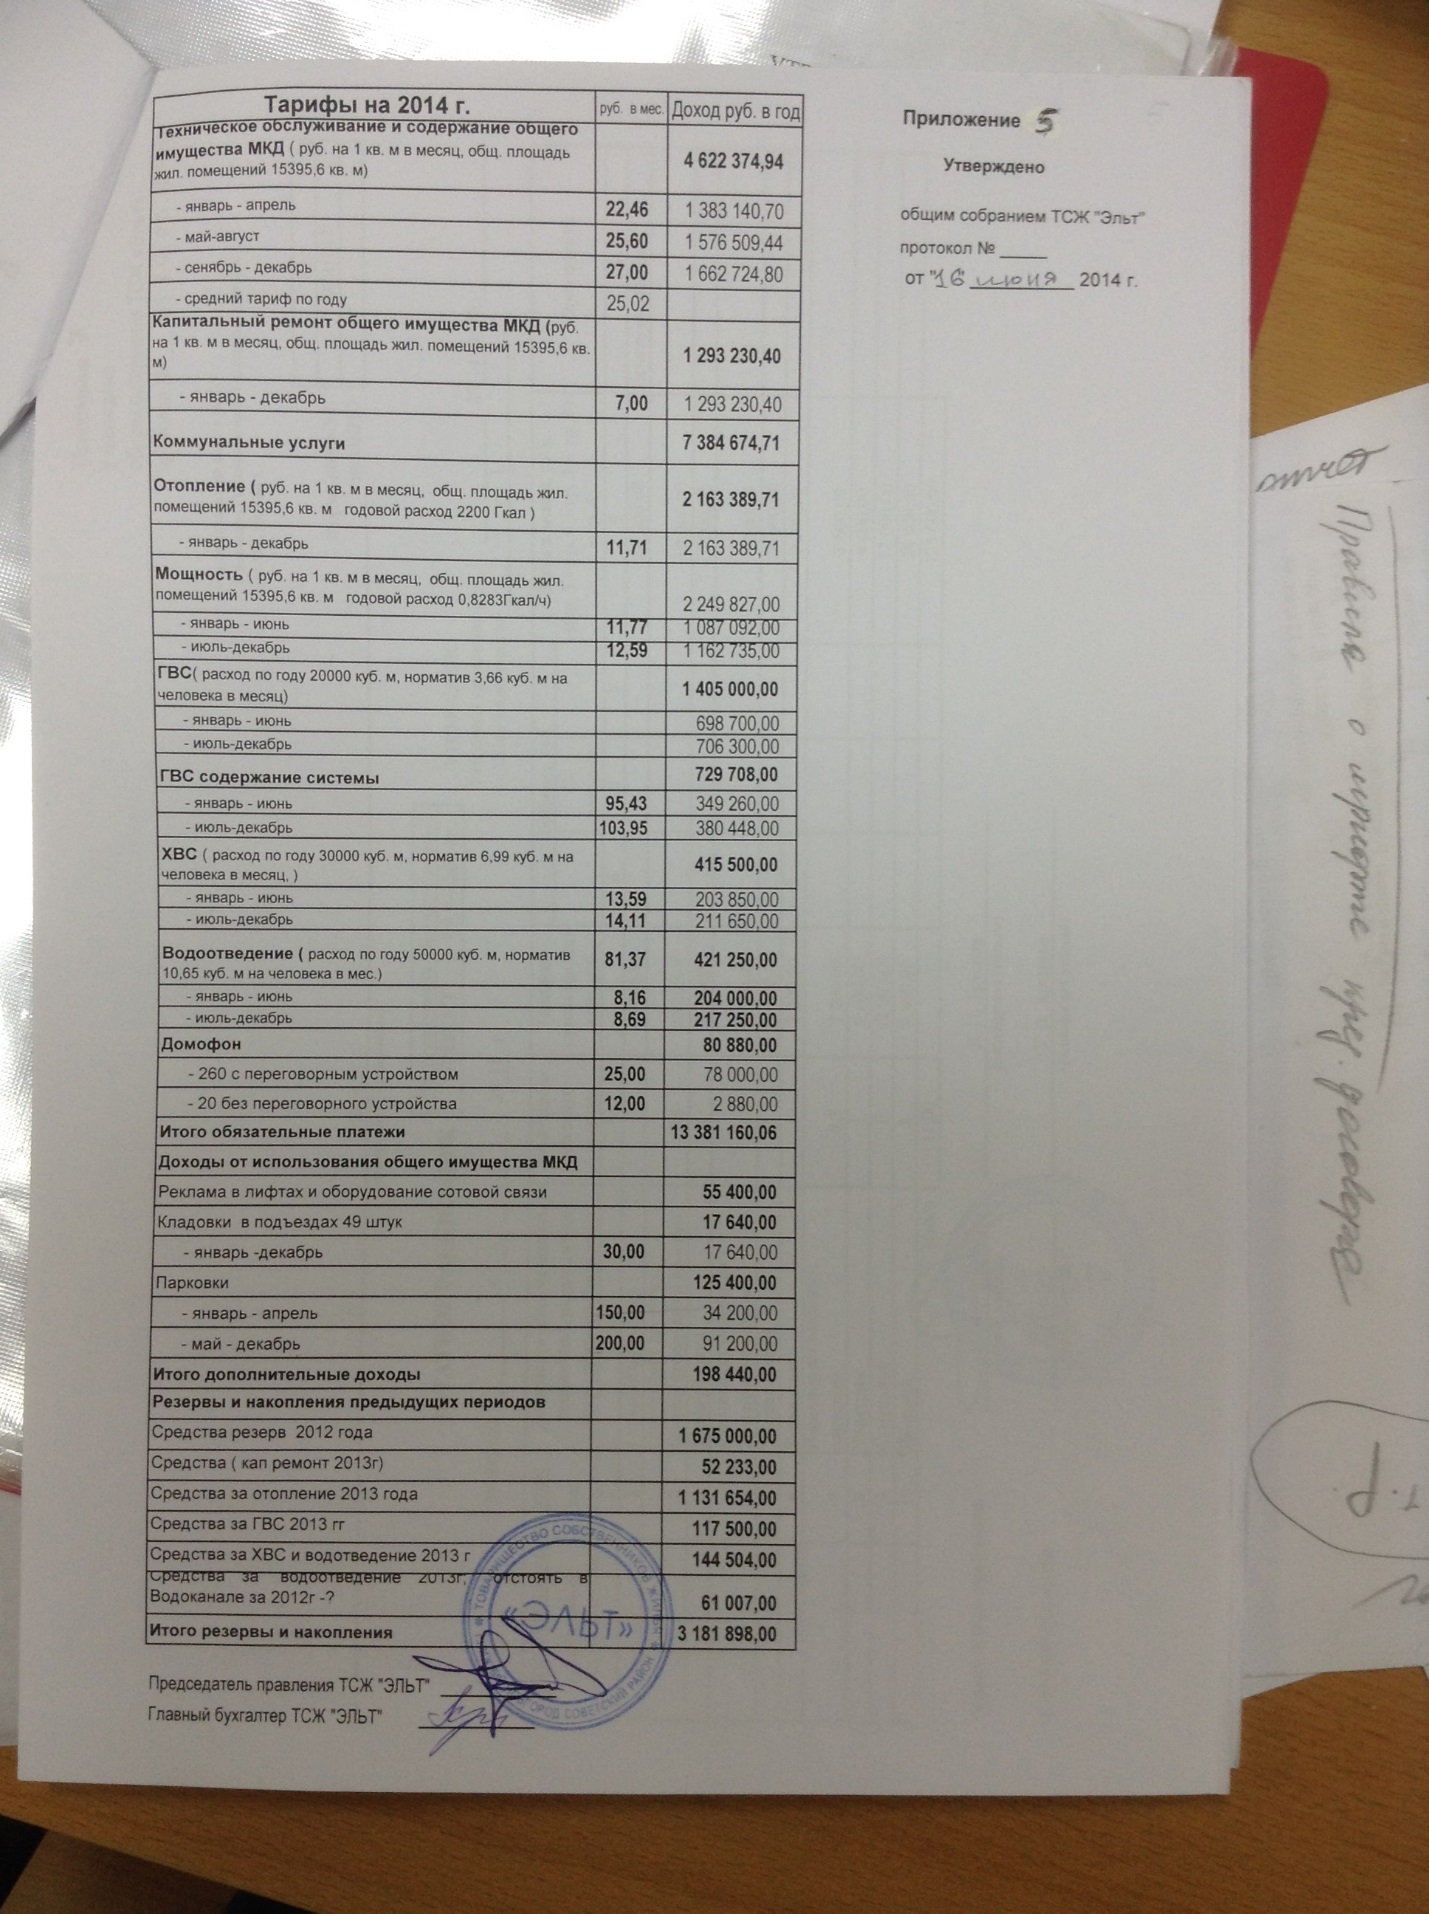 Тарифы на 2014 г. руб. в мес. Доход руб. в год
Техническое обслуживание и содержание общего
имущества МКД ( руб. на 1 кв. м в месяц, общ. площадь
жил. помещений 15395,6 кв. м) 4 622 374,94
- январь - апрель 22,46 1 383 140,70
- май-август 25,60 1 576 509,44
- сенябрь - декабрь 27,00 1 662 724,80
- средний тариф по году 25,02
Капитальный ремонт общего имущества МКД (руб.
на 1 кв. м в месяц, общ. площадь жил. помещений 15395,6 кв.
м) 1 293 230,40
- январь - декабрь 7,00 1 293 230,40
Коммунальные услуги 7 384 674,71
Отопление ( руб. на 1 кв. м в месяц, общ. площадь жил.
помещений 15395,6 кв. м годовой расход 2200 Гкал ) 2 163 389,71
- январь - декабрь 11,71 2 163 389,71
Мощность ( руб. на 1 кв. м в месяц, общ. площадь жил.
помещений 15395,6 кв. м годовой расход 0,8283Гкал/ч) 2 249 827,00
- январь - июнь 11,77 1 087 092,00
- июль-декабрь 12,59 1 162 735,00
ГВС( расход по году 20000 куб. м, норматив 3,66 куб. м на
человека в месяц) 1 405 000,00
- январь - июнь 698 700,00
- июль-декабрь 706 300,00
ГВС содержание системы 729 708,00
- январь - июнь 95,43 349 260,00
- июль-декабрь 103,95 380 448,00
ХВС ( расход по году 30000 куб. м, норматив 6,99 куб. м на
человека в месяц, ) 415 500,00
- январь - июнь 13,59 203 850,00
- июль-декабрь 14,11 211 650,00
Водоотведение ( расход по году 50000 куб. м, норматив
10,65 куб. м на человека в мес.) 81,37 421 250,00
- январь - июнь 8,16 204 000,00
- июль-декабрь 8,69 217 250,00
Домофон 80 880,00
- 260 с переговорным устройством 25,00 78 000,00
- 20 без переговорного устройства 12,00 2 880,00
Итого обязательные платежи 13 381 160,06
Доходы от использования общего имущества МКД
Реклама в лифтах и оборудование сотовой связи 55 400,00
Кладовки в подъездах 49 штук 17 640,00
- январь -декабрь 30,00 17 640,00
Парковки 125 400,00
- январь - апрель 150,00 34 200,00
- май - декабрь 200,00 91 200,00
Итого дополнительные доходы 198 440,00
Резервы и накопления предыдущих периодов
Средства резерв 2012 года 1 675 000,00
Средства ( кап ремонт 2013г) 52 233,00
Средства за отопление 2013 года 1 131 654,00
Средства за ГВС 2013 гг 117 500,00
Средства за ХВС и водотведение 2013 г 144 504,00
Средства за водоотведение 2013г, отстоять в
Водоканале за 2012г -? 61 007,00
Итого резервы и накопления 3 181 898,00
Председатель правления ТСЖ "ЭЛЬТ"
Главный бухгалтер ТСЖ "ЭЛЬТ"
ТОВАРИЩЕСТВО СОБСТВЕННИКОВ ЖИЛЬЯ
«ЭЛЬТ»
ГОРОД СОВЕТСКИЙ РАЙОН
Приложение 5
Утверждено
общим собранием ТСЖ "Эльт"
протокол № _____
от "16" июня 2014 г.
отчет
Правила о
договора